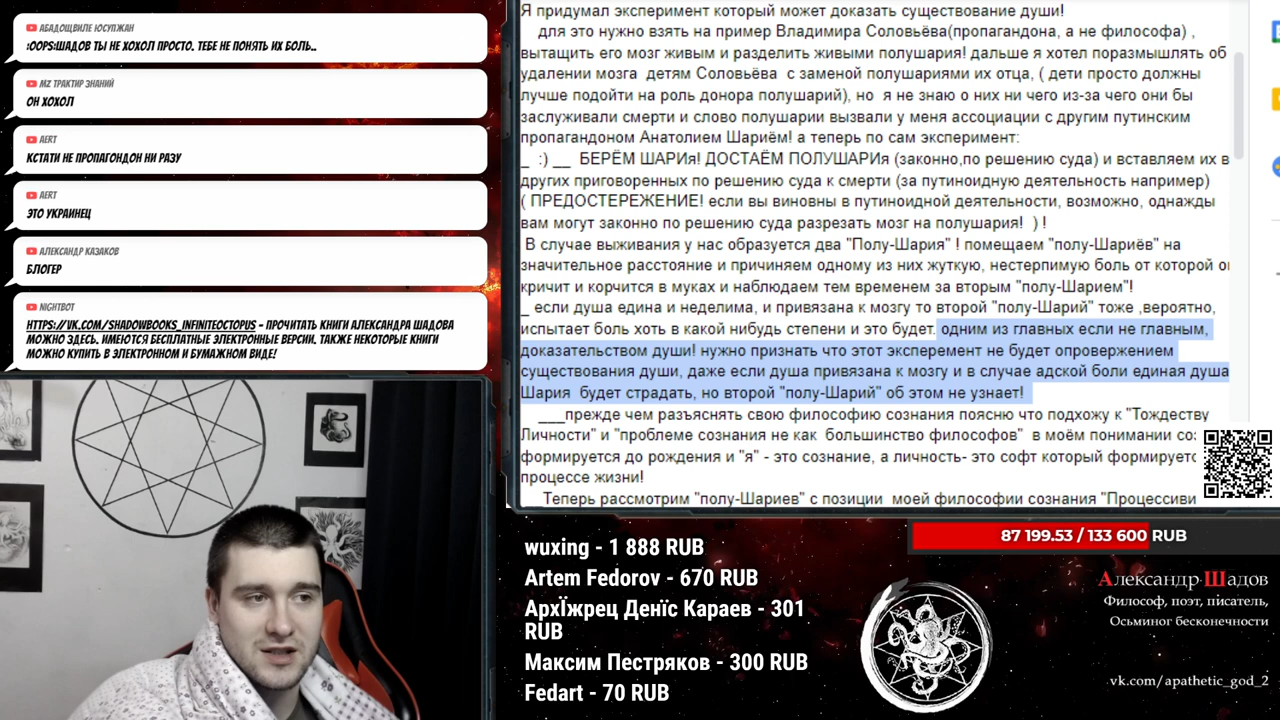 АБАДОЩВИЛЕ ЮСУПЖАН
:OOPS:ШАДОВ ТЫ НЕ ХОХОЛ ПРОСТО. ТЕБЕ НЕ ПОНЯТЬ ИХ БОЛЬ..
MZ ТРАКТИР ЗНАНИЙ
ОН ХОХОЛ
AERT
КСТАТИ НЕ ПРОПАГОНДОН НИ РАЗУ
AERT
ЭТО УКРАИНЕЦ
АЛЕКСАНДР КАЗАКОВ
БЛОГЕР
NIGHTBOT
HTTPS://VK.COM/SHADOWBOOKS_INFINITEOCTOPUS - ПРОЧИТАТЬ КНИГИ АЛЕКСАНДРА ШАДОВА
МОЖНО ЗДЕСЬ. ИМЕЮТСЯ БЕСПЛАТНЫЕ ЭЛЕКТРОННЫЕ ВЕРСИИ. ТАКЖЕ НЕКОТОРЫЕ КНИГИ
МОЖНО КУПИТЬ В ЭЛЕКТРОННОМ И БУМАЖНОМ ВИДЕ!
Я придумал эксперимент который может доказать существование души!
для это нужно взять на пример Владимира Соловьёва(пропагандона, а не философа) ,
вытащить его мозг живым и разделить живыми полушария! дальше я хотел поразмышлять об
удалении мозга детям Соловьёва с заменой полушариями их отца, ( дети просто должны
лучше подойти на роль донора полушарий), но я не знаю о них ни чего из-за чего они бы
заслуживали смерти и слово полушарии вызвали у меня ассоциации с другим путинским
пропагандоном Анатолием Шариём! а теперь по сам эксперимент:
_ :) __ БЕРЁМ ШАРИя! ДОСТАЁМ ПОЛУШАРИя (законно,по решению суда) и вставляем их в
других приговоренных по решению суда к смерти (за путиноидную деятельность например)
( ПРЕДОСТЕРЕЖЕНИЕ! если вы виновны в путиноидной деятельности, возможно, однажды
вам могут законно по решению суда разрезать мозг на полушария! ) !
В случае выживания у нас образуется два "Полу-Шария" ! помещаем "полу-Шариёв" на
значительное расстояние и причиняем одному из них жуткую, нестерпимую боль от которой
кричит и корчится в муках и наблюдаем тем временем за вторым "полу-Шарием"!
_ если душа едина и неделима, и привязана к мозгу то второй "полу-Шарий" тоже ,вероятно,
испытает боль хоть в какой нибудь степени и это будет. одним из главных если не главным,
доказательством души! нужно признать что этот эксперемент не будет опровержением
существования души, даже если душа привязана к мозгу и в случае адской боли единая душа
Шария будет страдать, но второй "полу-Шарий" об этом не узнает!
___прежде чем разъяснять свою философию сознания поясню что подхожу к "Тождеству
Личности" и "проблеме сознания не как большинство философов" в моём понимании
формируется до рождения и "я" - это сознание, а личность- это софт который
процессе жизни!
__Теперь рассмотрим "полу-Шариев" с позиции моей философии сознания
87 199.53 / 133 600 RUB
wuxing - 1 888 RUB
Artem Fedorov - 670 RUB
АрхЇжрец Денїс Караев - 301
RUB
Максим Пестряков - 300 RUB
Fedart - 70 RUB
Александр Шадов
Философ, поэт, писатель,
Осьминог бесконечности
vk.com/apathetic_god_2